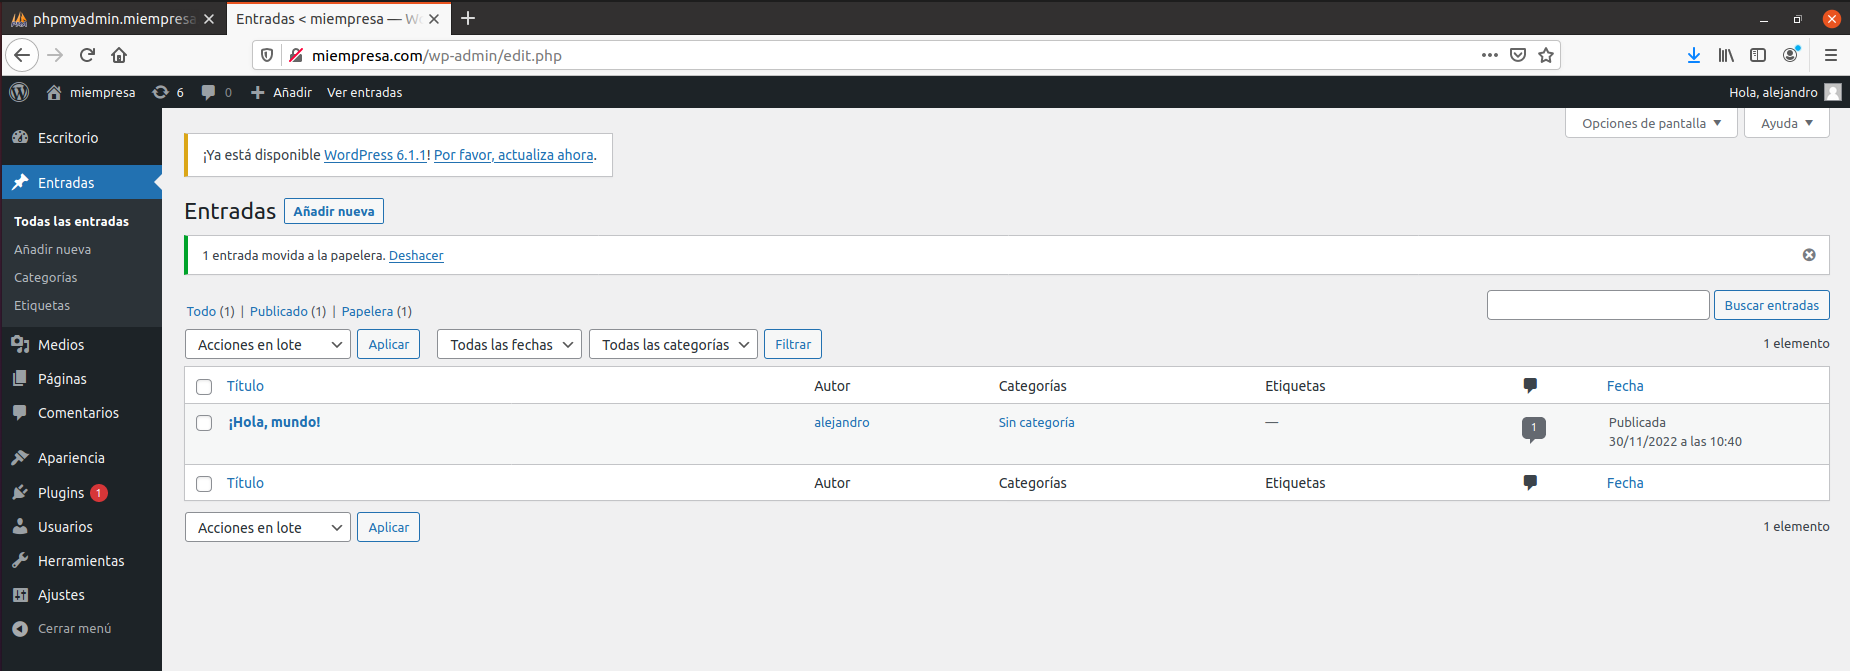 phpmyadmin.miempresa
Entradas < miempresa — Wo
miempresa.com/wp-admin/edit.php
miempresa 6 0 Añadir Ver entradas Hola, alejandro
Opciones de pantalla Ayuda
Escritorio
Entradas
Todas las entradas
Añadir nueva
Categorías
Etiquetas
Medios
Páginas
Comentarios
Apariencia
Plugins 1
Usuarios
Herramientas
Ajustes
Cerrar menú
¡Ya está disponible WordPress 6.1.1! Por favor, actualiza ahora.
Entradas Añadir nueva
1 entrada movida a la papelera. Deshacer
Todo (1) | Publicado (1) | Papelera (1)
Buscar entradas
Acciones en lote Aplicar Todas las fechas Todas las categorías Filtrar 1 elemento
Título Autor Categorías Etiquetas Fecha
¡Hola, mundo! alejandro Sin categoría — 1 Publicada
30/11/2022 a las 10:40
Título Autor Categorías Etiquetas Fecha
Acciones en lote Aplicar 1 elemento